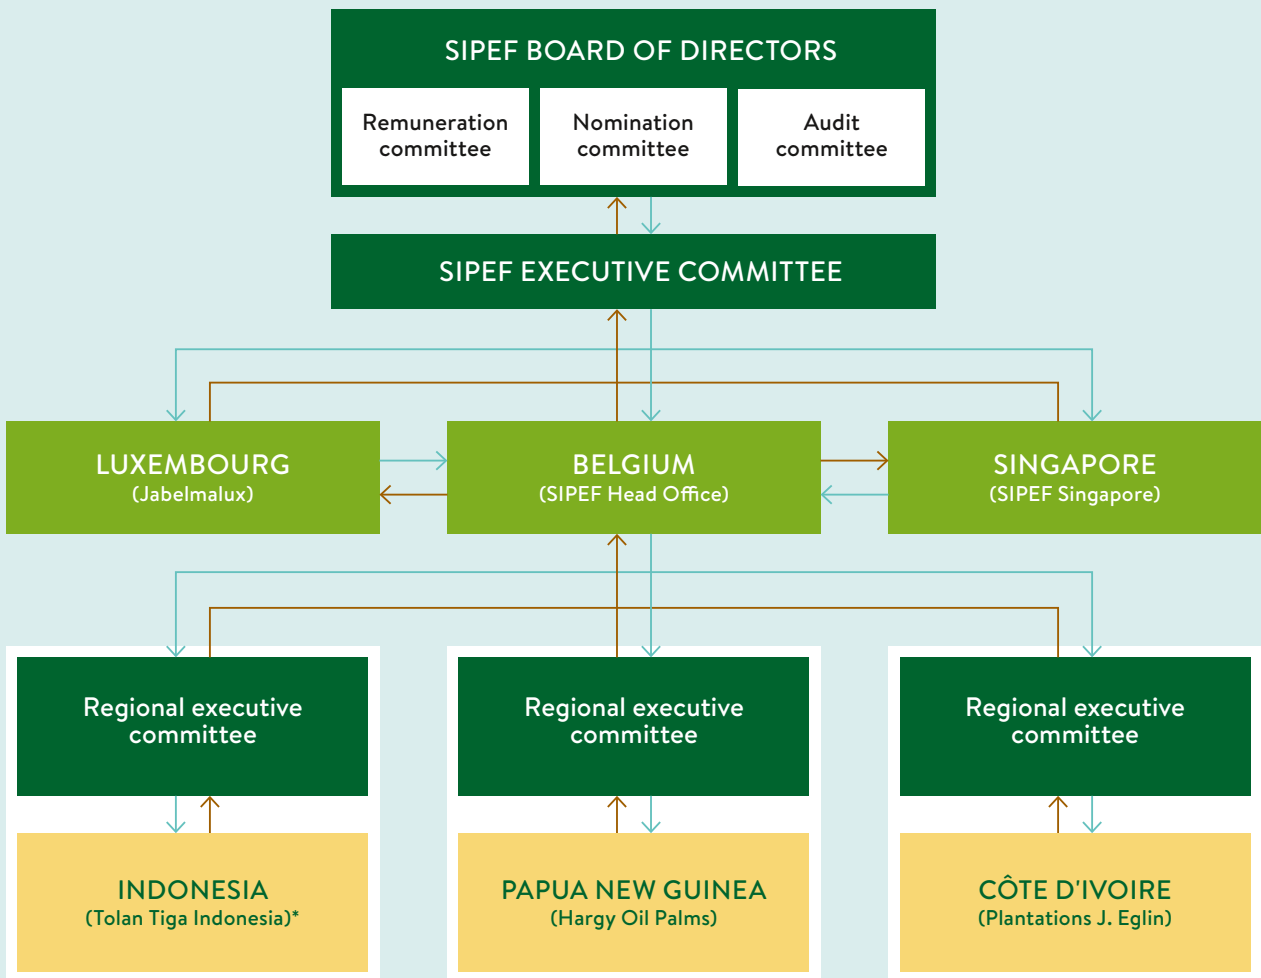 SIPEF BOARD OF DIRECTORS
Remuneration
committee
Nomination
committee
Audit
committee
SIPEF EXECUTIVE COMMITTEE
LUXEMBOURG
(Jabelmalux)
BELGIUM
(SIPEF Head Office)
SINGAPORE
(SIPEF Singapore)
Regional executive
committee
Regional executive
committee
Regional executive
committee
INDONESIA
(Tolan Tiga Indonesia)*
PAPUA NEW GUINEA
(Hargy Oil Palms)
CÔTE D'IVOIRE
(Plantations J. Eglin)